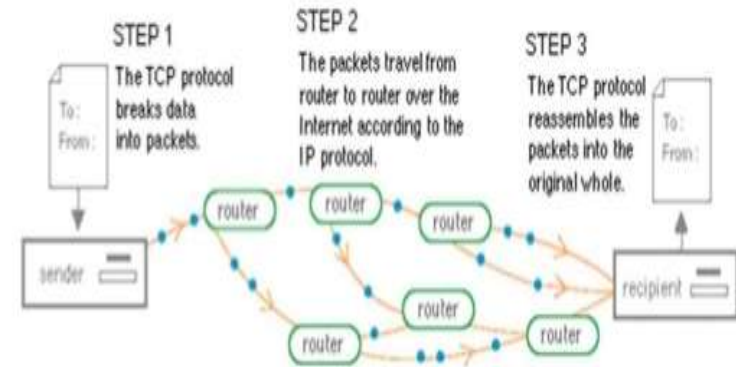 STEP 1
The TCP protocol
breaks data
into packets.
STEP 2
The packets travel from
router to router over the
Internet according to the
IP protocol.
STEP 3
The TCP protocol
reassembles the
packets into the
original whole.
To:
From:
To:
From:
sender
router
router
router
router
router
router
recipient